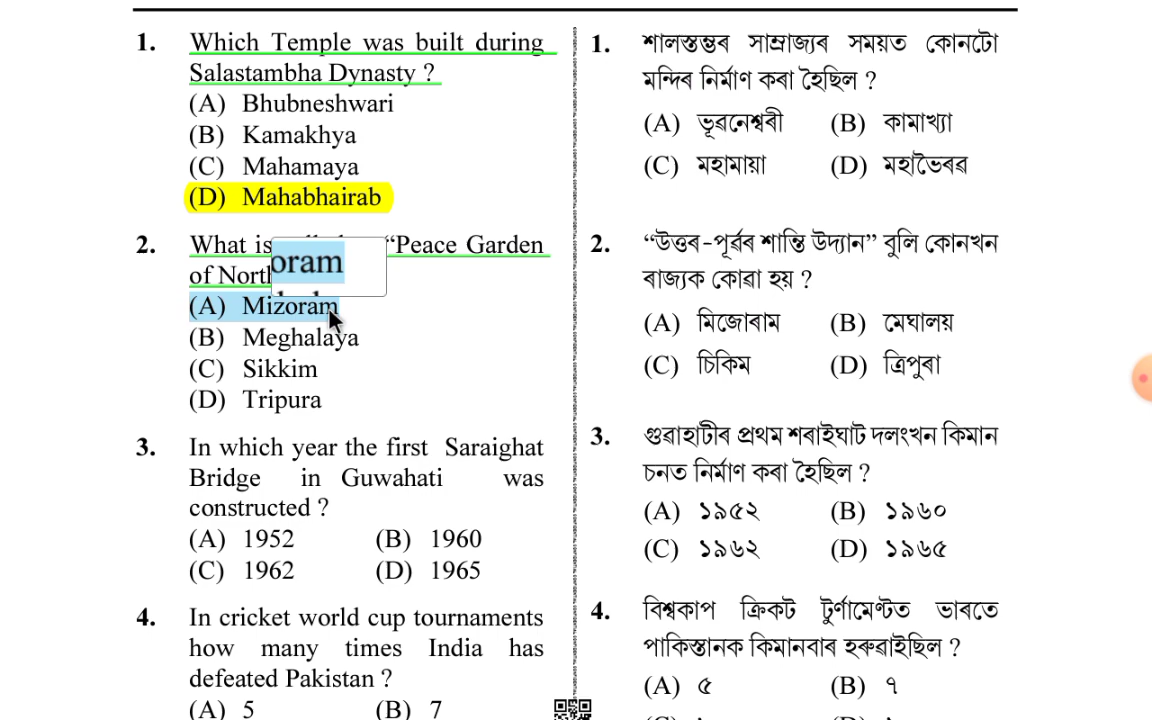 1. Which Temple was built during
Salastambha Dynasty ?
(A) Bhubneshwari
(B) Kamakhya
(C) Mahamaya
(D) Mahabhairab
2. What is “Peace Garden
of North
oram
(A) Mizoram
(B) Meghalaya
(C) Sikkim
(D) Tripura
3. In which year the first Saraighat
Bridge in Guwahati was
constructed ?
(A) 1952 (B) 1960
(C) 1962 (D) 1965
4. In cricket world cup tournaments
how many times India has
defeated Pakistan ?
(A) 5 (B) 7
1. শালস্তম্ভৰ সাম্ৰাজ্যৰ সময়ত কোনটো
মন্দিৰ নিৰ্মাণ কৰা হৈছিল ?
(A) ভূৱনেশ্বৰী (B) কামাখ্যা
(C) মহামায়া (D) মহাভৈৰৱ
2. “উত্তৰ-পূৰ্বৰ শান্তি উদ্যান” বুলি কোনখন
ৰাজ্যক কোৱা হয় ?
(A) মিজোৰাম (B) মেঘালয়
(C) চিকিম (D) ত্ৰিপুৰা
3. গুৱাহাটীৰ প্ৰথম শৰাইঘাট দলংখন কিমান
চনত নিৰ্মাণ কৰা হৈছিল ?
(A) ১৯৫২ (B) ১৯৬০
(C) ১৯৬২ (D) ১৯৬৫
4. বিশ্বকাপ ক্ৰিকট টুৰ্ণামেণ্টত ভাৰতে
পাকিস্তানক কিমানবাৰ হৰুৱাইছিল ?
(A) ৫ (B) ৭